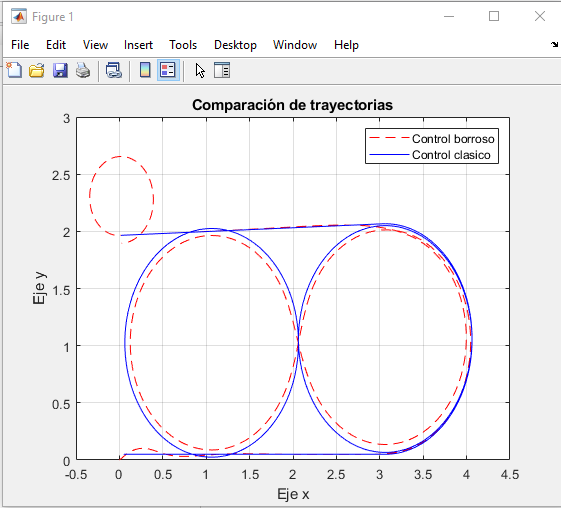 Figure 1
File Edit View Insert Tools Desktop Window Help
Comparación de trayectorias
Control borroso
Control clasico
3
2.5
2
1.5
1
0.5
0
Eje y
-0.5 0 0.5 1 1.5 2 2.5 3 3.5 4 4.5
Eje x